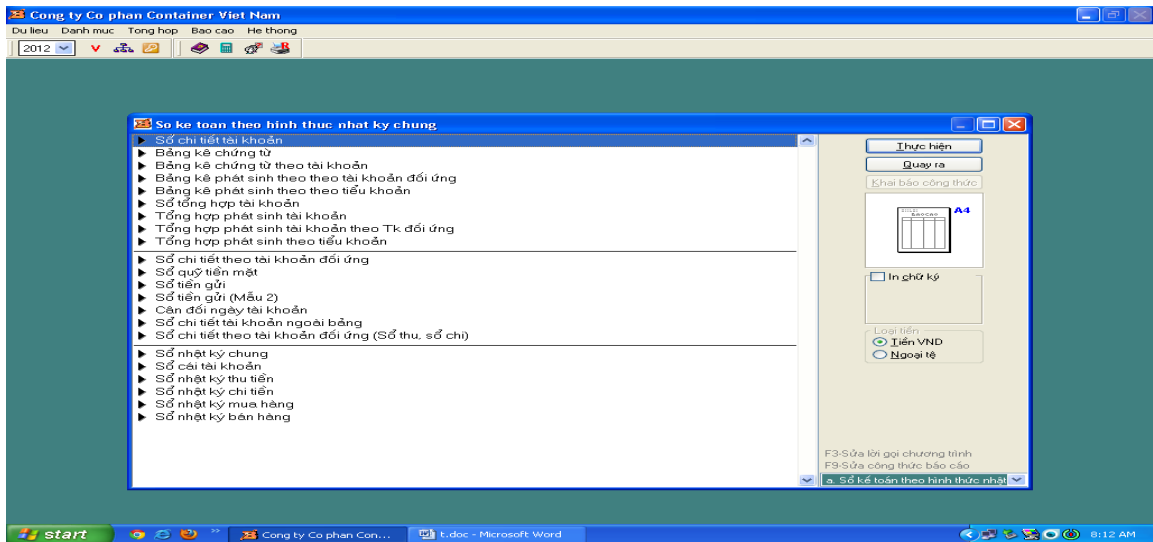 Cong ty Co phan Container Viet Nam
Du lieu Danh muc Tong hop Bao cao He thong
2012
So ke toan theo hinh thuc nhat ky chung
Sổ chi tiết tài khoản
Bảng kê chứng từ
Bảng kê chứng từ theo tài khoản
Bảng kê phát sinh theo theo tài khoản đối ứng
Bảng kê phát sinh theo theo tiểu khoản
Sổ tổng hợp tài khoản
Tổng hợp phát sinh tài khoản
Tổng hợp phát sinh tài khoản theo Tk đối ứng
Tổng hợp phát sinh theo tiểu khoản
Sổ chi tiết theo tài khoản đối ứng
Sổ quỹ tiền mặt
Sổ tiền gửi
Sổ tiền gửi (Mẫu 2)
Cân đối ngày tài khoản
Sổ chi tiết tài khoản ngoài bảng
Sổ chi tiết theo tài khoản đối ứng (Sổ thu, sổ chi)
Sổ nhật ký chung
Sổ cái tài khoản
Sổ nhật ký thu tiền
Sổ nhật ký chi tiền
Sổ nhật ký mua hàng
Sổ nhật ký bán hàng
Thực hiện
Quay ra
Khai báo công thức
BAOCAO
A4
In chữ ký
Loại tiền
Tiền VND
Ngoại tệ
F3-Sửa lời gọi chương trình
F9-Sửa công thức báo cáo
a. Sổ kế toán theo hình thức nhật
start
Cong ty Co phan Con...
t.doc - Microsoft Word
8:12 AM